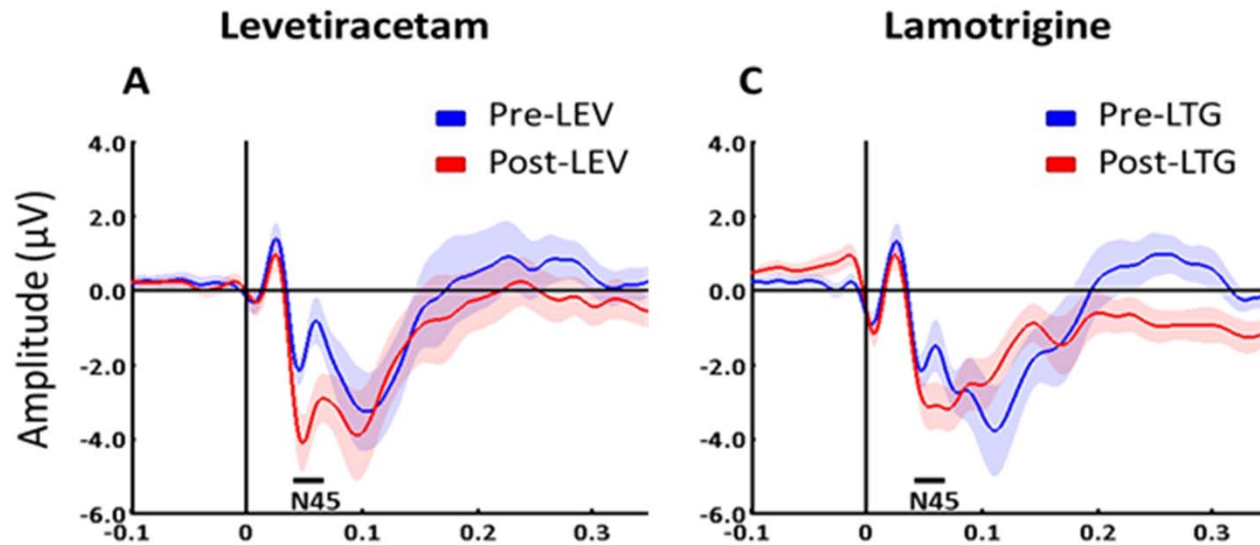 Levetiracetam
Lamotrigine
A
C
Pre-LEV
Post-LEV
Pre-LTG
Post-LTG
Amplitude (µV)
4.0
2.0
0.0
-2.0
-4.0
-6.0
N45
-0.1 0 0.1 0.2 0.3
4.0
2.0
0.0
-2.0
-4.0
-6.0
N45
-0.1 0 0.1 0.2 0.3